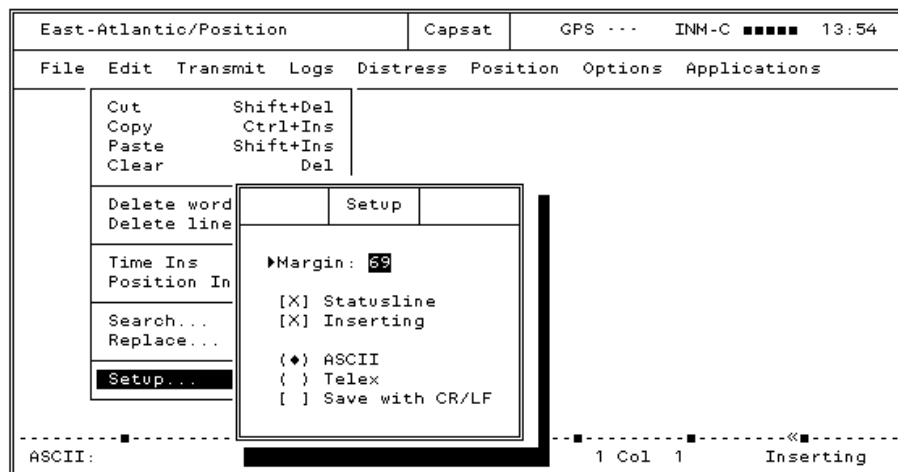 East-Atlantic/Position Capsat GPS --- INM-C ■■■■■ 13:54
File Edit Transmit Logs Distress Position Options Applications
Cut Shift+Del
Copy Ctrl+Ins
Paste Shift+Ins
Clear Del
Delete word
Delete line
Time Ins
Position In
Search...
Replace...
Setup...
Setup
▶Margin: 69
[X] Statusline
[X] Inserting
(◆) ASCII
( ) Telex
[ ] Save with CR/LF
ASCII: 1 Col 1 Inserting